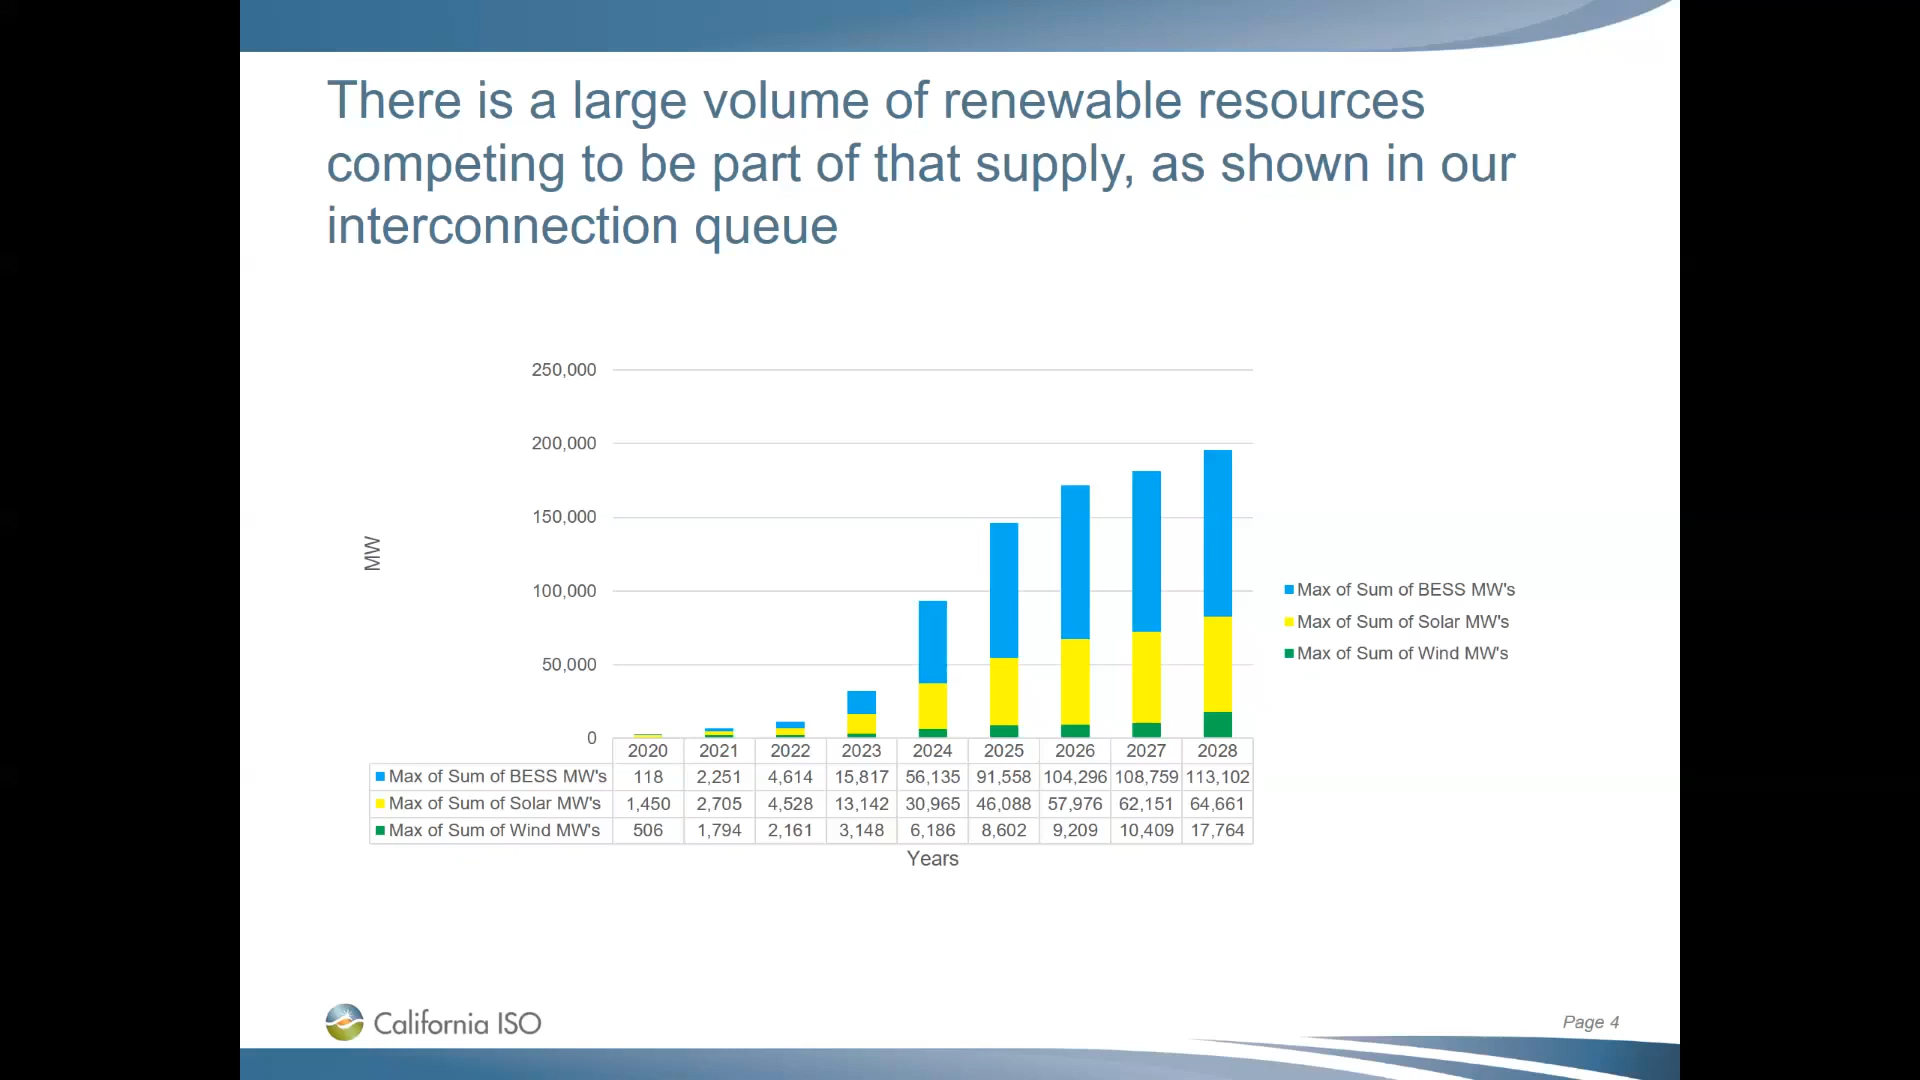 There is a large volume of renewable resources
competing to be part of that supply, as shown in our
interconnection queue
250,000
200,000
150,000
100,000
50,000
0
MW
2020 2021 2022 2023 2024 2025 2026 2027 2028
Max of Sum of BESS MW's 118 2,251 4,614 15,817 56,135 91,558 104,296 108,759 113,102
Max of Sum of Solar MW's 1,450 2,705 4,528 13,142 30,965 46,088 57,976 62,151 64,661
Max of Sum of Wind MW's 506 1,794 2,161 3,148 6,186 8,602 9,209 10,409 17,764
Years
Max of Sum of BESS MW's
Max of Sum of Solar MW's
Max of Sum of Wind MW's
California ISO
Page 4